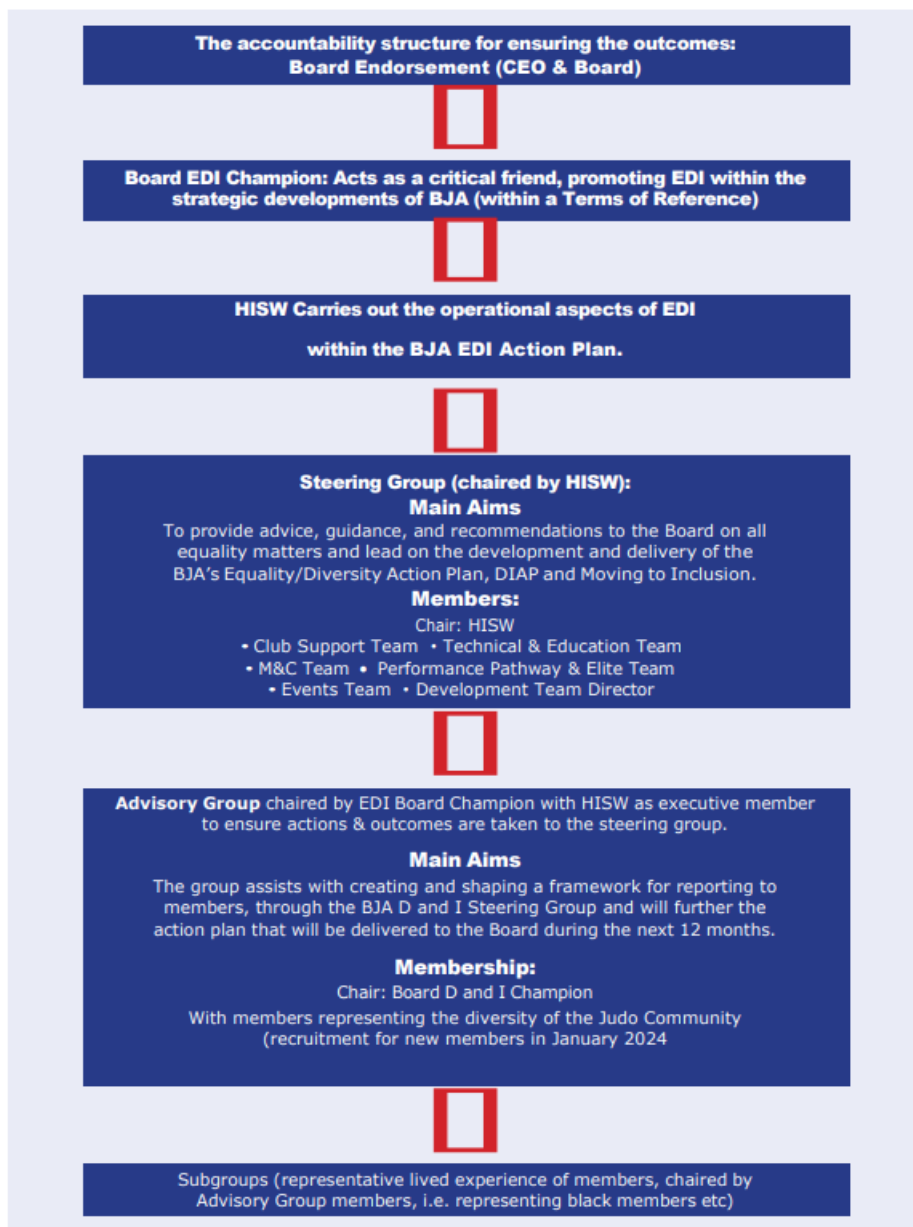 The accountability structure for ensuring the outcomes:
Board Endorsement (CEO & Board)
Board EDI Champion: Acts as a critical friend, promoting EDI within the
strategic developments of BJA (within a Terms of Reference)
HISW Carries out the operational aspects of EDI
within the BJA EDI Action Plan.
Steering Group (chaired by HISW):
Main Aims
To provide advice, guidance, and recommendations to the Board on all
equality matters and lead on the development and delivery of the
BJA's Equality/Diversity Action Plan, DIAP and Moving to Inclusion.
Members:
Chair: HISW
• Club Support Team • Technical & Education Team
• M&C Team • Performance Pathway & Elite Team
• Events Team • Development Team Director
Advisory Group chaired by EDI Board Champion with HISW as executive member
to ensure actions & outcomes are taken to the steering group.
Main Aims
The group assists with creating and shaping a framework for reporting to
members, through the BJA D and I Steering Group and will further the
action plan that will be delivered to the Board during the next 12 months.
Membership:
Chair: Board D and I Champion
With members representing the diversity of the Judo Community
(recruitment for new members in January 2024
Subgroups (representative lived experience of members, chaired by
Advisory Group members, i.e. representing black members etc)